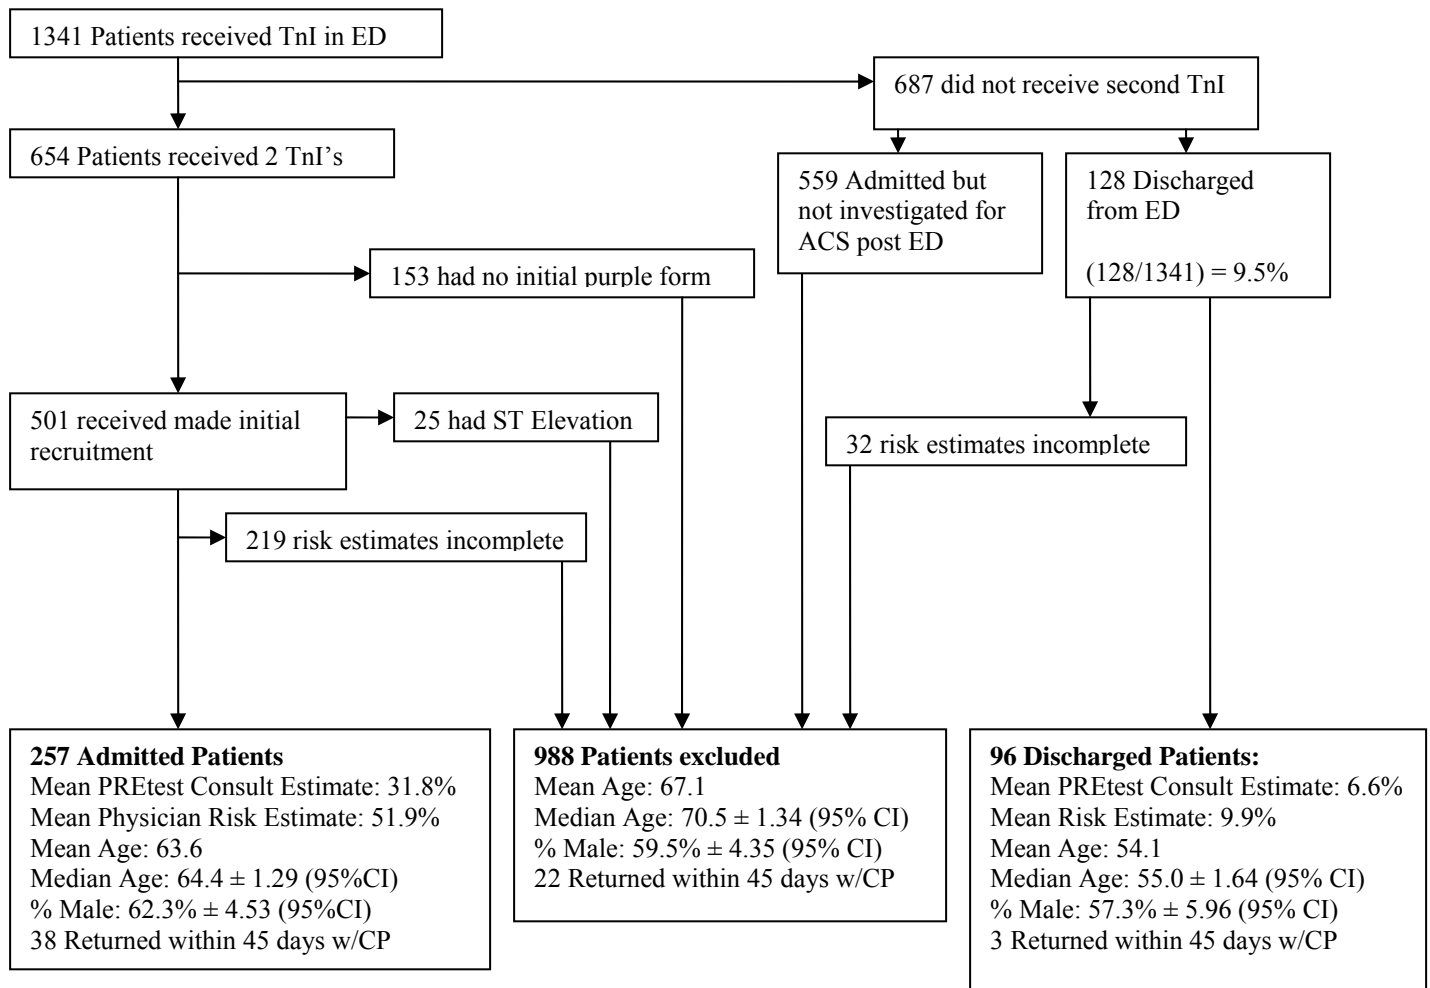 1341 Patients received TnI in ED
687 did not receive second TnI
654 Patients received 2 TnI's
559 Admitted but
not investigated for
ACS post ED
128 Discharged
from ED
(128/1341) = 9.5%
153 had no initial purple form
501 received made initial
recruitment
25 had ST Elevation
32 risk estimates incomplete
219 risk estimates incomplete
257 Admitted Patients
Mean PREtest Consult Estimate: 31.8%
Mean Physician Risk Estimate: 51.9%
Mean Age: 63.6
Median Age: 64.4 ± 1.29 (95%CI)
% Male: 62.3% ± 4.53 (95%CI)
38 Returned within 45 days w/CP
988 Patients excluded
Mean Age: 67.1
Median Age: 70.5 ± 1.34 (95% CI)
% Male: 59.5% ± 4.35 (95% CI)
22 Returned within 45 days w/CP
96 Discharged Patients:
Mean PREtest Consult Estimate: 6.6%
Mean Risk Estimate: 9.9%
Mean Age: 54.1
Median Age: 55.0 ± 1.64 (95% CI)
% Male: 57.3% ± 5.96 (95% CI)
3 Returned within 45 days w/CP